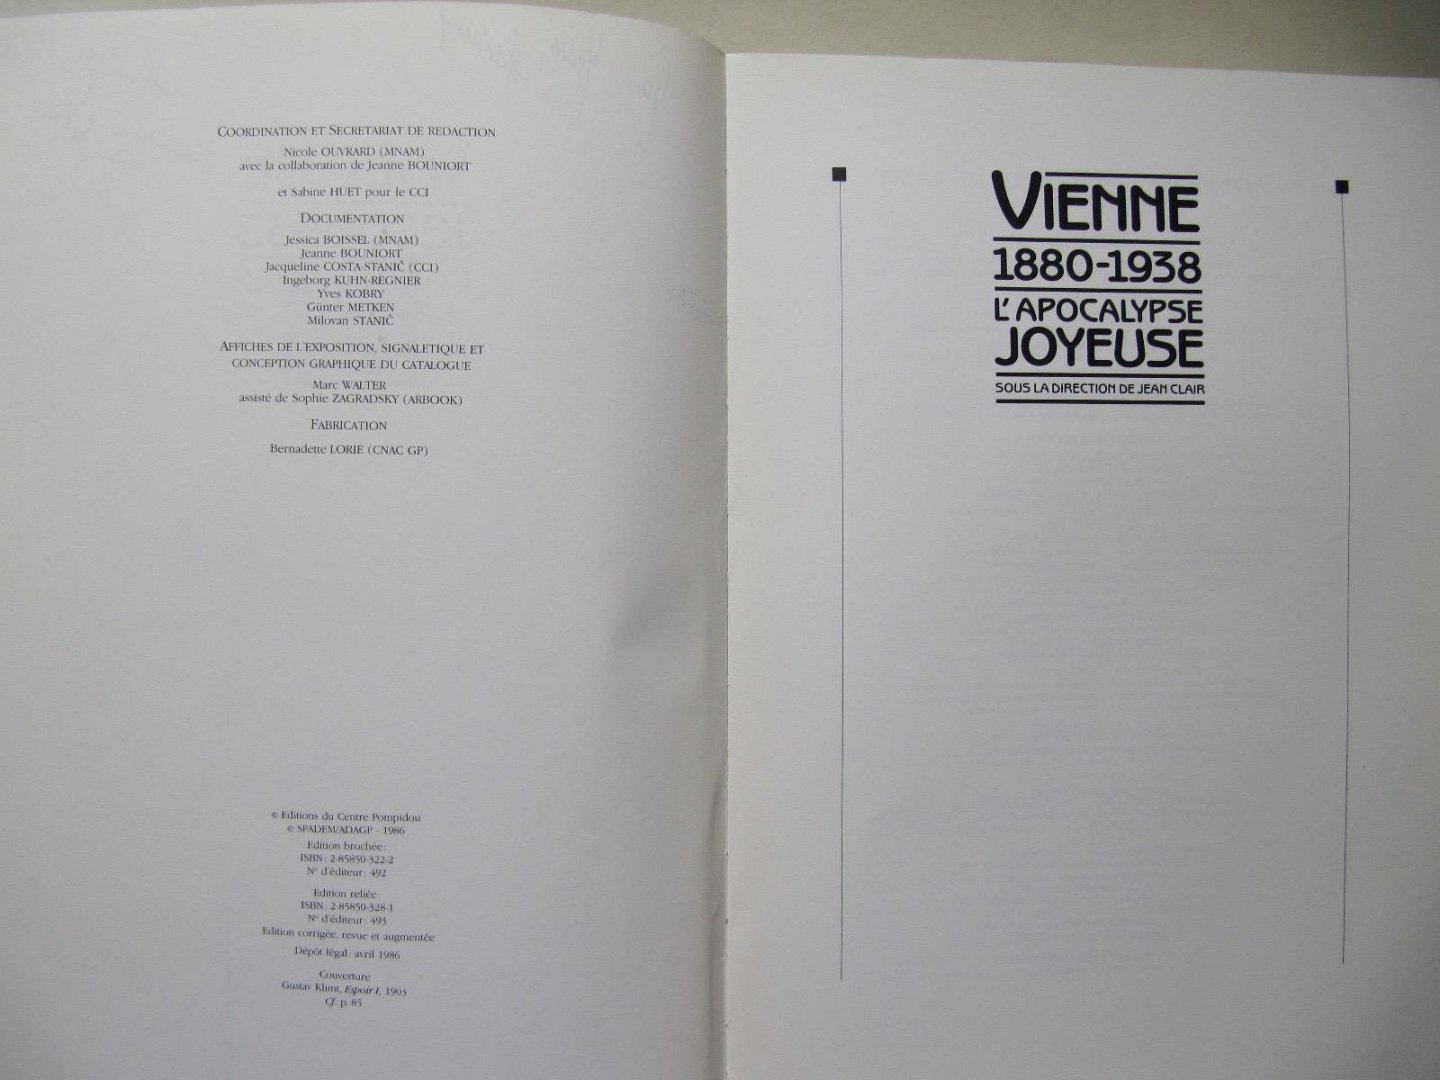 COORDINATION ET SECRETARIAT DE REDACTION
Nicole OUVRARD (MNAM)
avec la collaboration de Jeanne BOUNIORT
et Sabine HUET pour le CCI
DOCUMENTATION
Jessica BOISSEL (MNAM)
Jeanne BOUNIORT
Jacqueline COSTA-STANIČ (CCI)
Ingeborg KUHN-REGNIER
Yves KOBRY
Günter METKEN
Milovan STANIČ
AFFICHES DE L'EXPOSITION, SIGNALETIQUE ET
CONCEPTION GRAPHIQUE DU CATALOGUE
Marc WALTER
assisté de Sophie ZAGRADSKY (ARBOOK)
FABRICATION
Bernadette LORIE (CNAC GP)
© Editions du Centre Pompidou
© SPADEM/ADAGP - 1986
Edition brochée:
ISBN: 2-85850-322-2
N° d'éditeur: 492
Edition reliée:
ISBN: 2-85850-328-1
N° d'éditeur: 493
Edition corrigée, revue et augmentée
Dépôt légal: avril 1986
Couverture
Gustav Klimt, Espoir I, 1903
Cf p. 85
VIENNE
1880-1938
L'APOCALYPSE
JOYEUSE
SOUS LA DIRECTION DE JEAN CLAIR